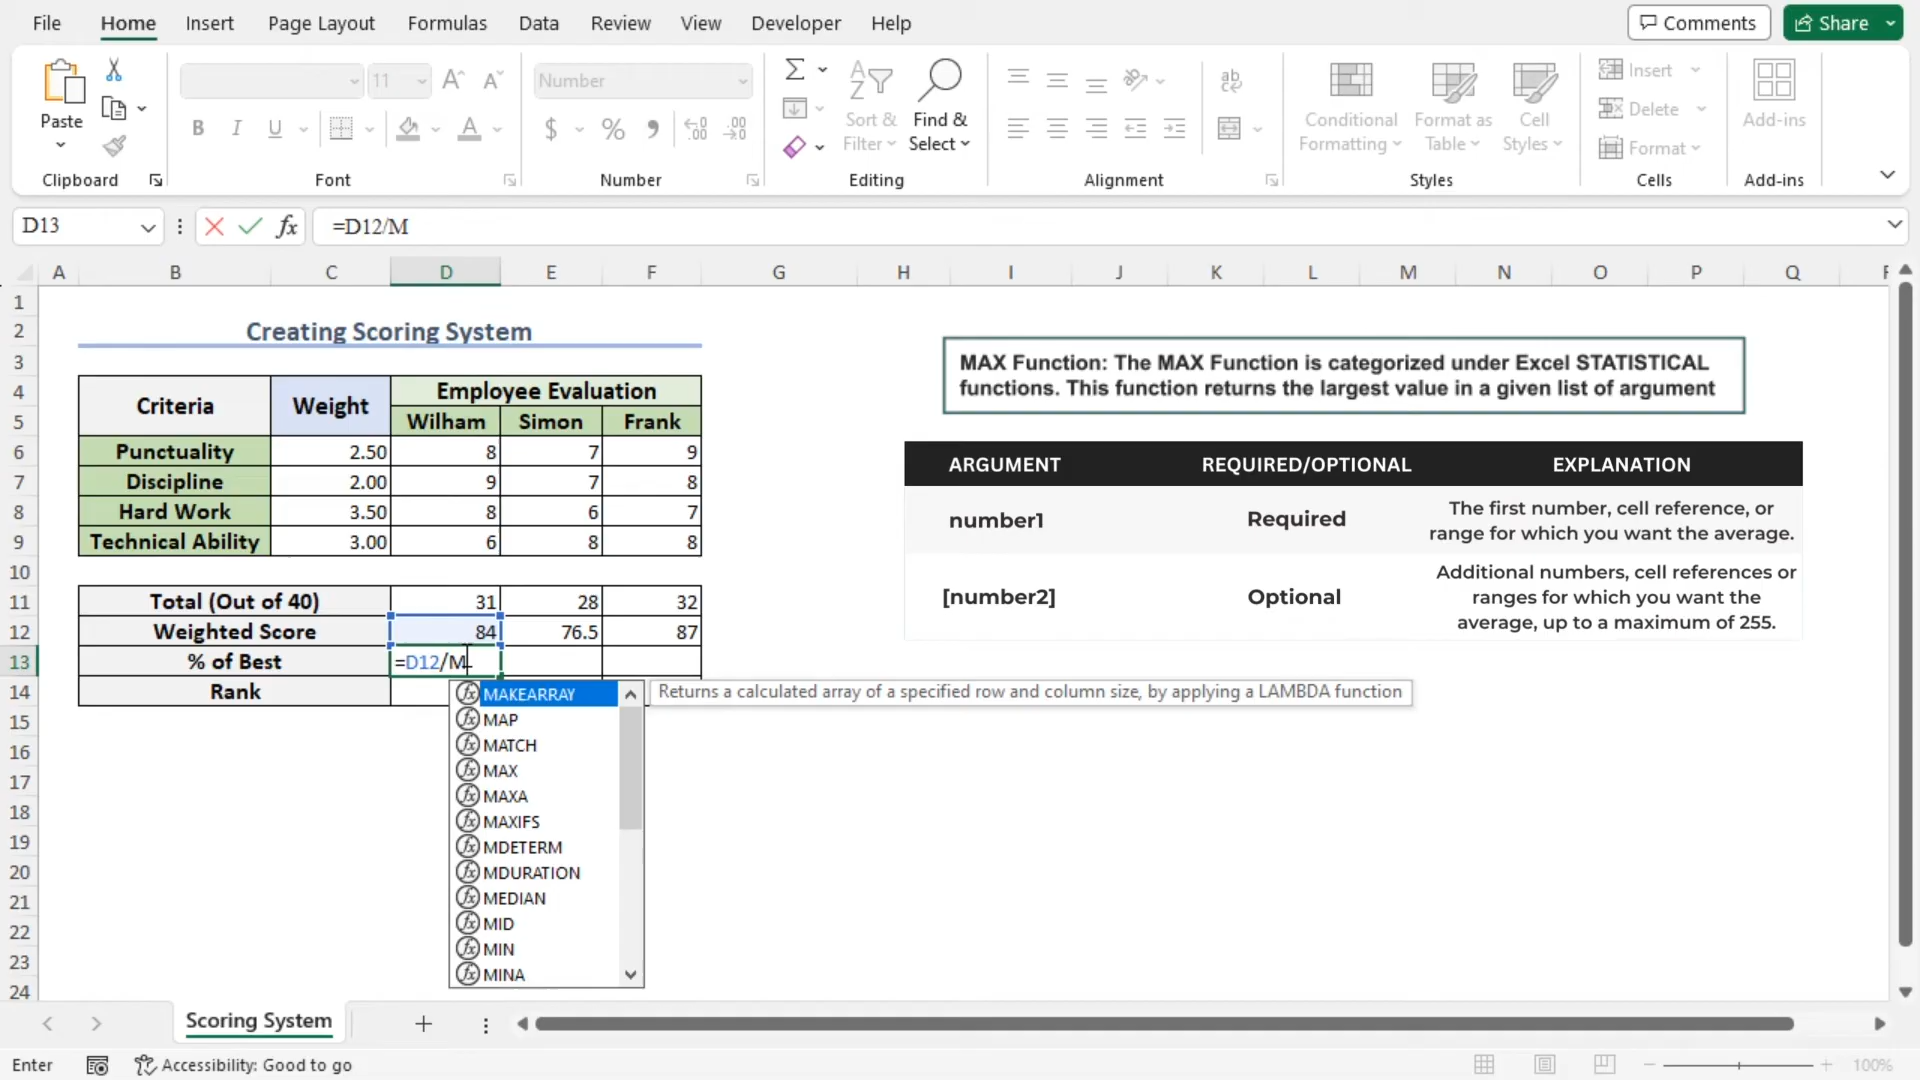 File Home Insert Page Layout Formulas Data Review View Developer Help Comments Share
11 Number
Paste
Sort & Filter
Find & Select
Conditional Formatting
Format as Table
Cell Styles
Insert
Delete
Format
Add-ins
Clipboard Font Number Editing Alignment Styles Cells Add-ins
D13 fx =D12/M
A B C D E F G H I J K L M N O P Q
1
2 Creating Scoring System
3
4 Criteria Weight Employee Evaluation
5 Wilham Simon Frank
6 Punctuality 2.50 8 7 9
7 Discipline 2.00 9 7 8
8 Hard Work 3.50 8 6 7
9 Technical Ability 3.00 6 8 8
10
11 Total (Out of 40) 31 28 32
12 Weighted Score 84 76.5 87
13 % of Best =D12/M
14 Rank
15
16
17
18
19
20
21
22
23
24
MAX Function: The MAX Function is categorized under Excel STATISTICAL
functions. This function returns the largest value in a given list of argument
ARGUMENT REQUIRED/OPTIONAL EXPLANATION
number1 Required The first number, cell reference, or
range for which you want the average.
[number2] Optional Additional numbers, cell references or
ranges for which you want the
average, up to a maximum of 255.
MAKEARRAY Returns a calculated array of a specified row and column size, by applying a LAMBDA function
MAP
MATCH
MAX
MAXA
MAXIFS
MDETERM
MDURATION
MEDIAN
MID
MIN
MINA
Scoring System
Enter Accessibility: Good to go 100%